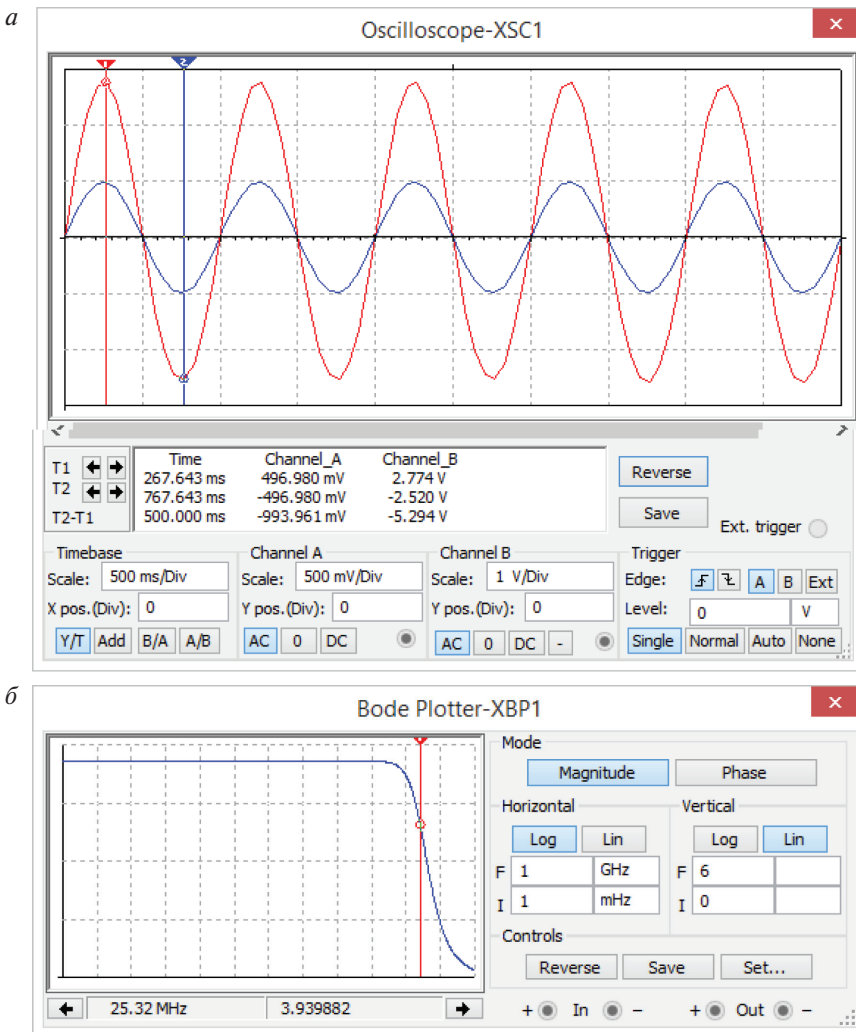 а
Oscilloscope-XSC1
×
1 2
T1 Time Channel_A Channel_B
T2 267.643 ms 496.980 mV 2.774 V
767.643 ms -496.980 mV -2.520 V
T2-T1 500.000 ms -993.961 mV -5.294 V
Reverse
Save
Ext. trigger
Timebase Channel A Channel B Trigger
Scale: 500 ms/Div Scale: 500 mV/Div Scale: 1 V/Div Edge: A B Ext
X pos.(Div): 0 Y pos.(Div): 0 Y pos.(Div): 0 Level: 0 V
Y/T Add B/A A/B AC 0 DC AC 0 DC - Single Normal Auto None
б
Bode Plotter-XBP1
×
Mode
Magnitude Phase
Horizontal Vertical
Log Lin Log Lin
F 1 GHz F 6
I 1 mHz I 0
Controls
Reverse Save Set...
25.32 MHz 3.939882 + In − + Out −